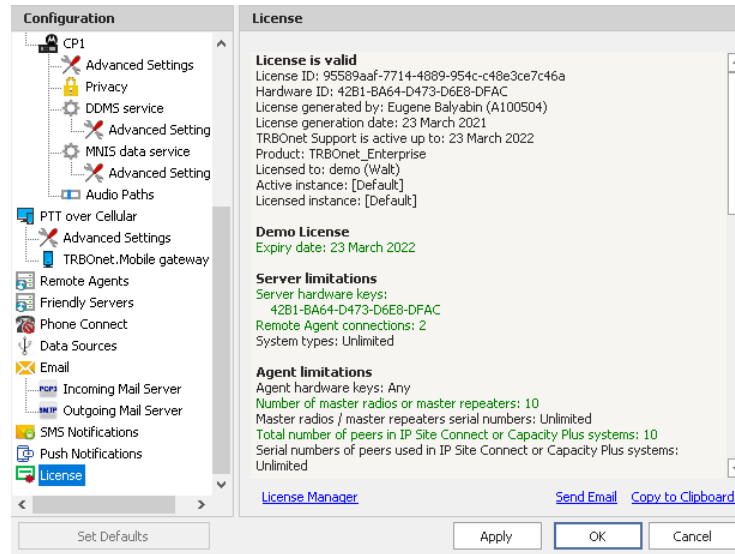 Configuration
CP1
Advanced Settings
Privacy
DDMS service
Advanced Setting
MNIS data service
Advanced Setting
Audio Paths
PTT over Cellular
Advanced Settings
TRBOnet.Mobile gateway
Remote Agents
Friendly Servers
Phone Connect
Data Sources
Email
POP3 Incoming Mail Server
SMTP Outgoing Mail Server
SMS Notifications
Push Notifications
License
Set Defaults
License
License is valid
License ID: 95589aaf-7714-4889-954c-c48e3ce7c46a
Hardware ID: 42B1-BA64-D473-D6E8-DFAC
License generated by: Eugene Balyabin (A100504)
License generation date: 23 March 2021
TRBOnet Support is active up to: 23 March 2022
Product: TRBOnet_Enterprise
Licensed to: demo (Walt)
Active instance: [Default]
Licensed instance: [Default]
Demo License
Expiry date: 23 March 2022
Server limitations
Server hardware keys:
42B1-BA64-D473-D6E8-DFAC
Remote Agent connections: 2
System types: Unlimited
Agent limitations
Agent hardware keys: Any
Number of master radios or master repeaters: 10
Master radios / master repeaters serial numbers: Unlimited
Total number of peers in IP Site Connect or Capacity Plus systems: 10
Serial numbers of peers used in IP Site Connect or Capacity Plus systems:
Unlimited
License Manager Send Email Copy to Clipboard
Apply OK Cancel